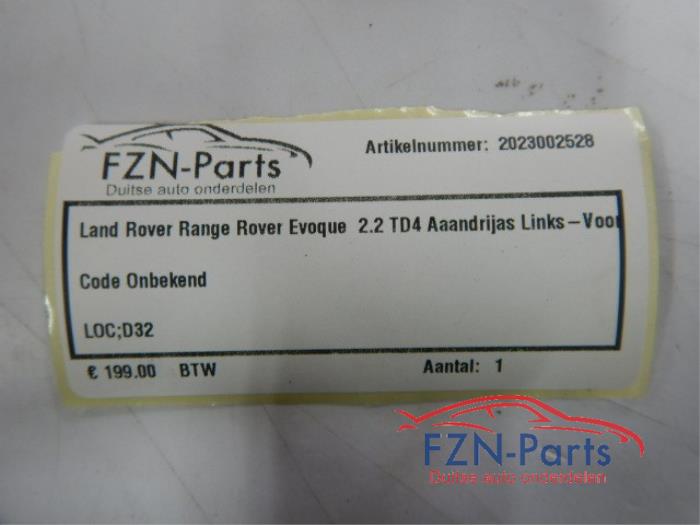 FZN-Parts
Duitse auto onderdelen
Artikelnummer: 2023002528
Land Rover Range Rover Evoque 2.2 TD4 Aaandrijas Links-Voor
Code Onbekend
LOC;D32
€ 199.00 BTW
Aantal: 1
FZN-Parts
Duitse auto onderdelen